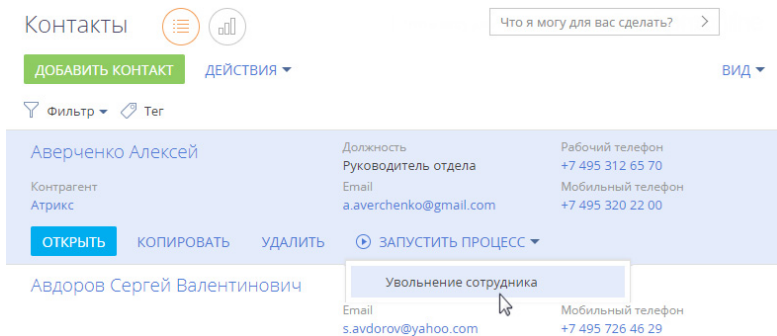 Контакты
Что я могу для вас сделать?
ДОБАВИТЬ КОНТАКТ ДЕЙСТВИЯ ВИД
Фильтр Тег
Аверченко Алексей Должность Рабочий телефон
Руководитель отдела +7 495 312 65 70
Контрагент Email Мобильный телефон
Атрикс a.averchenko@gmail.com +7 495 320 22 00
ОТКРЫТЬ КОПИРОВАТЬ УДАЛИТЬ ЗАПУСТИТЬ ПРОЦЕСС
Увольнение сотрудника
Авдоров Сергей Валентинович
Email Мобильный телефон
s.avdorov@yahoo.com +7 495 726 46 29